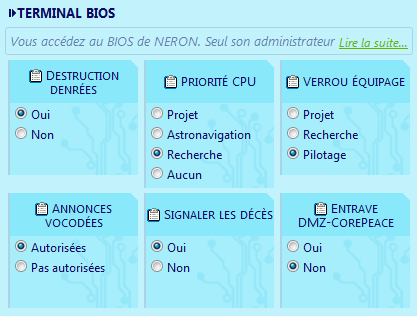 TERMINAL BIOS
Vous accédez au BIOS de NERON. Seul son administrateur Lire la suite...
DESTRUCTION
DENRÉES
Oui
Non
PRIORITÉ CPU
Projet
Astronavigation
Recherche
Aucun
VERROU ÉQUIPAGE
Projet
Recherche
Pilotage
ANNONCES
VOCODÉES
Autorisées
Pas autorisées
SIGNALER LES DÉCÈS
Oui
Non
ENTRAVE
DMZ-COREPEACE
Oui
Non